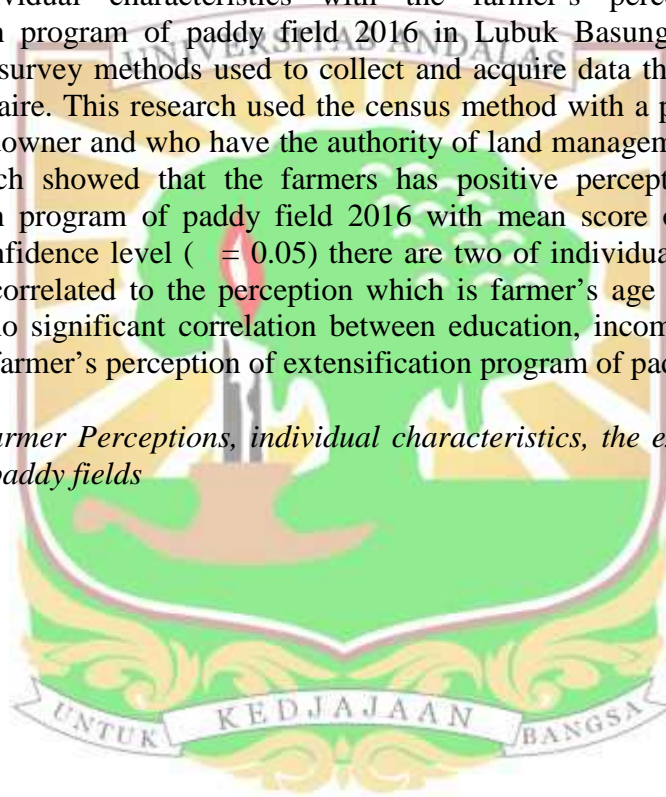 vidual characteristics with the farmer's perce
n program of paddy field 2016 in Lubuk Basung
UNIVERSITAS ANDALAS
survey methods used to collect and acquire data th
aire. This research used the census method with a p
owner and who have the authority of land managem
ch showed that the farmers has positive percept
n program of paddy field 2016 with mean score
nfidence level ( = 0.05) there are two of individua
correlated to the perception which is farmer's age
no significant correlation between education, incom
farmer's perception of extensification program of pad
armer Perceptions, individual characteristics, the e
paddy fields
UNTUK KEDJAJAAN BANGSA